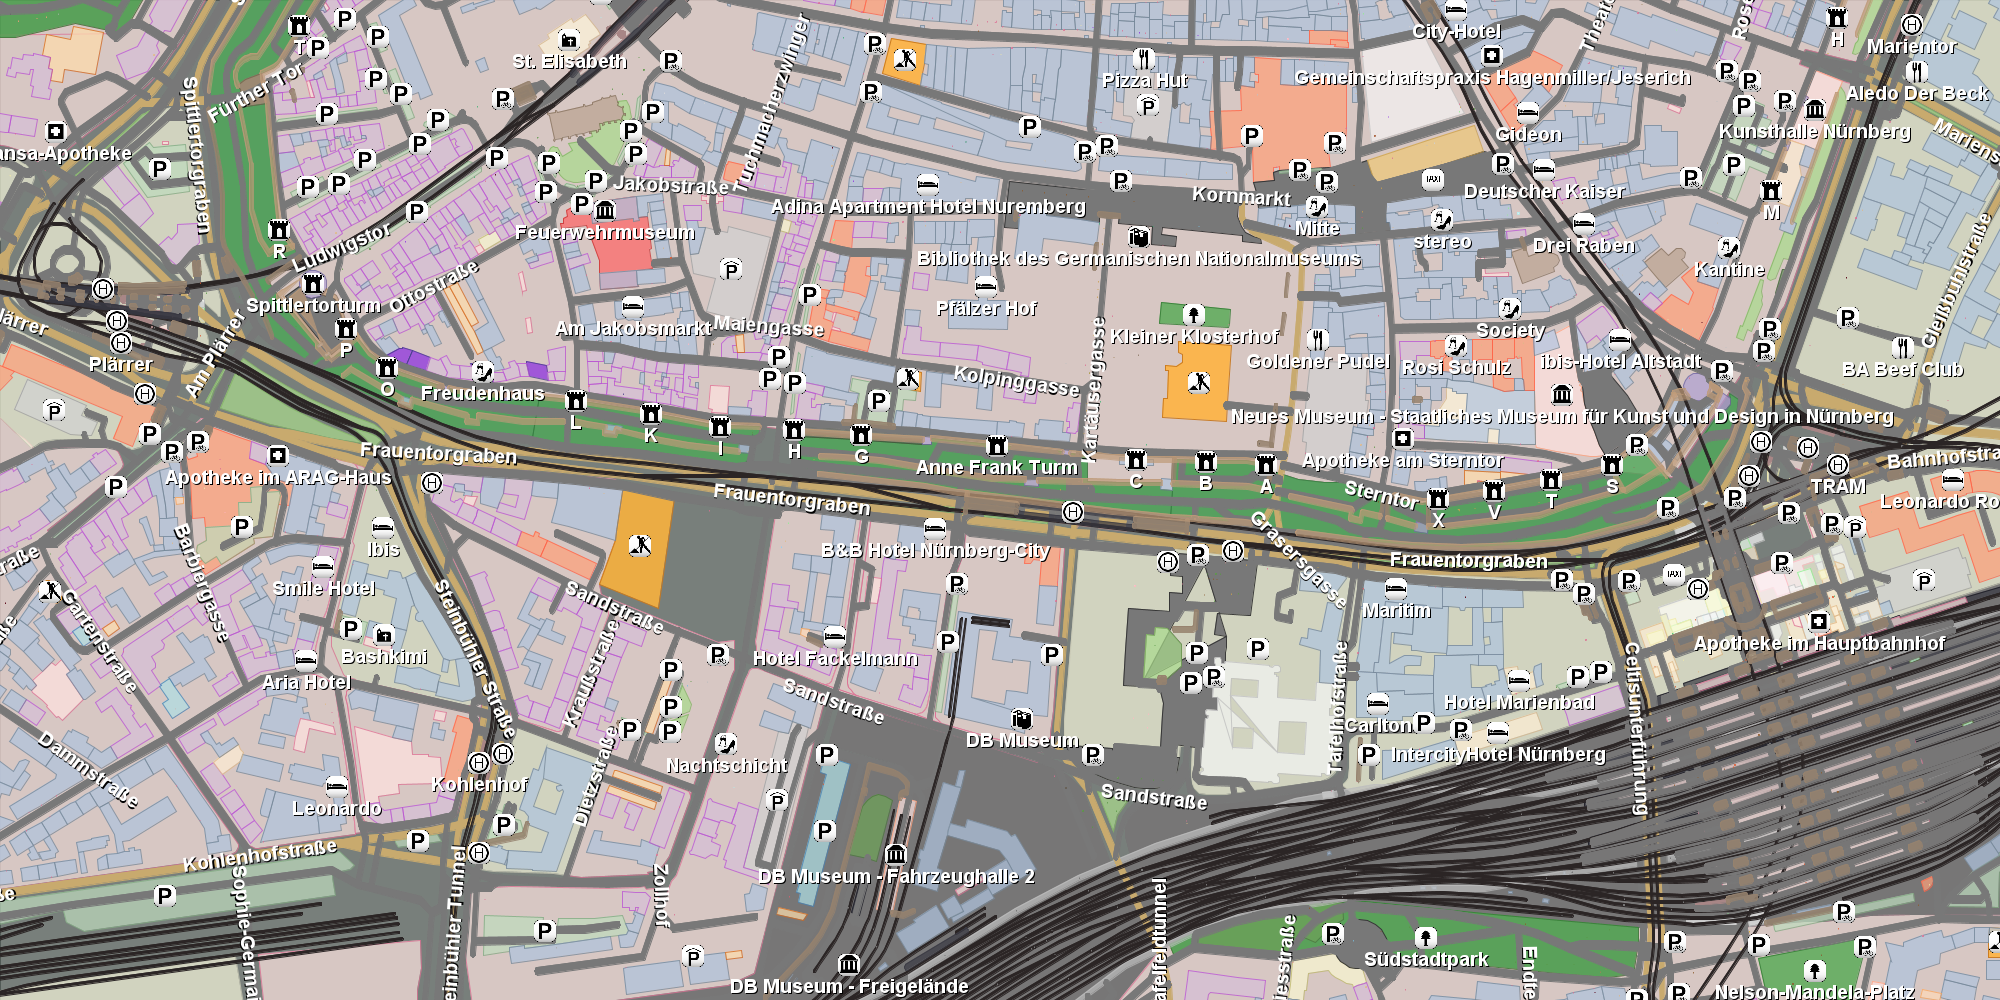 City-Hotel
Marientor
St. Elisabeth
Pizza Hut
Gemeinschaftspraxis Hagenmiller/Jeserich
Aledo Der Beck
Fürther Tor
Spittlertorgraben
Tuchmacherzwinger
Gideon
Kunsthalle Nürnberg
ansa-Apotheke
Jakobstraße
Kornmarkt
Deutscher Kaiser
Adina Apartment Hotel Nuremberg
Mitte
stereo
Drei Raben
Feuerwehrmuseum
Ludwigstor
Bibliothek des Germanischen Nationalmuseums
Kantine
Ottostraße
Spittlertorturm
Pfälzer Hof
Gleißbühlstraße
Am Jakobsmarkt
Maiengasse
Kleiner Klosterhof
Society
Plärrer
Am Plärrer
Goldener Pudel
Rosi Schulz
ibis-Hotel Altstadt
BA Beef Club
Freudenhaus
Kolpinggasse
Kartäusergasse
Neues Museum - Staatliches Museum für Kunst und Design in Nürnberg
Frauentorgraben
Apotheke im ARAG-Haus
Anne Frank Turm
Apotheke am Sterntor
Sterntor
TRAM
Frauentorgraben
Leonardo Ro
Grasersgasse
B&B Hotel Nürnberg-City
Frauentorgraben
Ibis
Smile Hotel
Barbiergasse
Gartenstraße
Sandstraße
Maritim
Steinbühler Straße
Kraußstraße
Bashkimi
Hotel Fackelmann
Apotheke im Hauptbahnhof
Aria Hotel
Sandstraße
Tafelhofstraße
Celtisunterführung
Hotel Marienbad
Carlton
DB Museum
IntercityHotel Nürnberg
Nachtschicht
Dammstraße
Dietzstraße
Kohlenhof
Leonardo
Sandstraße
Kohlenhofstraße
Zollhof
DB Museum - Fahrzeughalle 2
Sophie-Germai
einbühler Tunnel
afelfeldtunnel
Südstadtpark
DB Museum - Freigelände
Nelson-Mandela-Platz